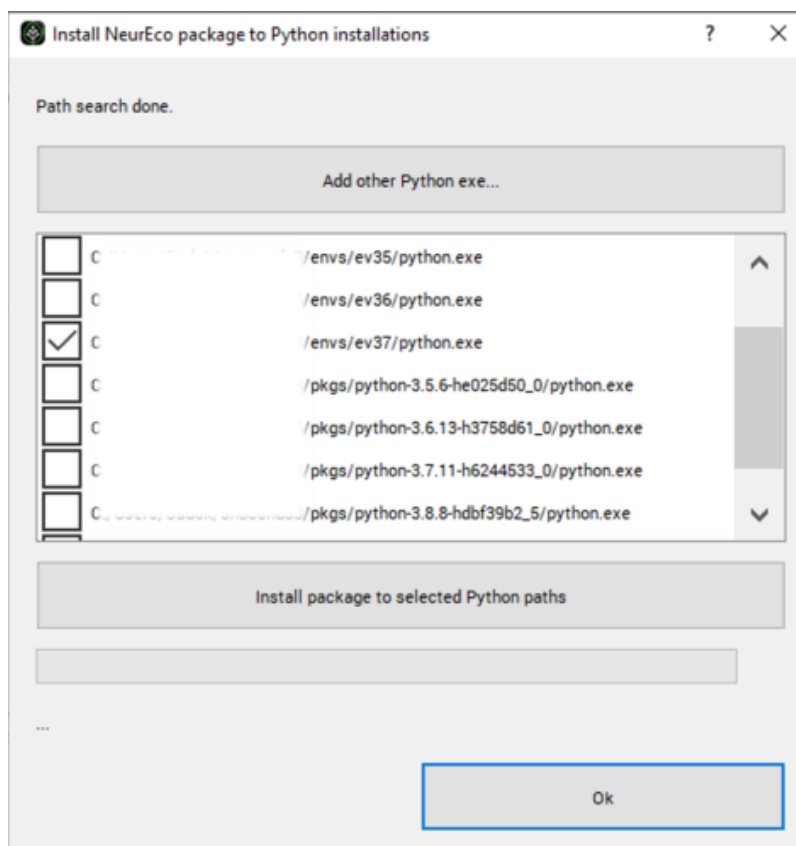 Install NeurEco package to Python installations
?
Path search done.
Add other Python exe...
C /envs/ev35/python.exe
C /envs/ev36/python.exe
C /envs/ev37/python.exe
C /pkgs/python-3.5.6-he025d50_0/python.exe
C /pkgs/python-3.6.13-h3758d61_0/python.exe
C /pkgs/python-3.7.11-h6244533_0/python.exe
C /pkgs/python-3.8.8-hdbf39b2_5/python.exe
Install package to selected Python paths
...
Ok